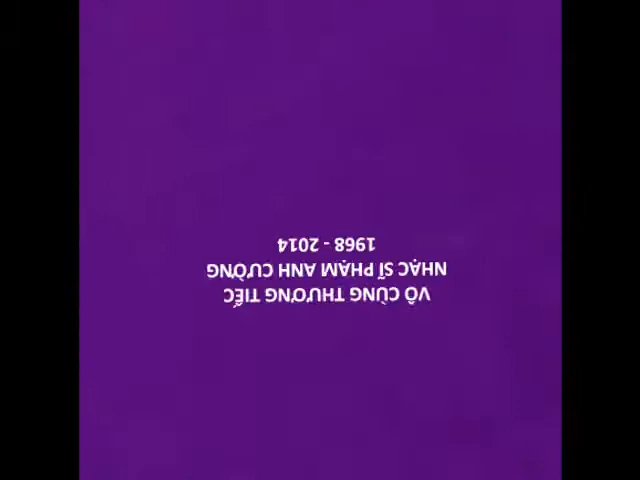 VÔ CÙNG THƯƠNG TIẾC
NHẠC SĨ PHẠM ANH CƯỜNG
1968 - 2014